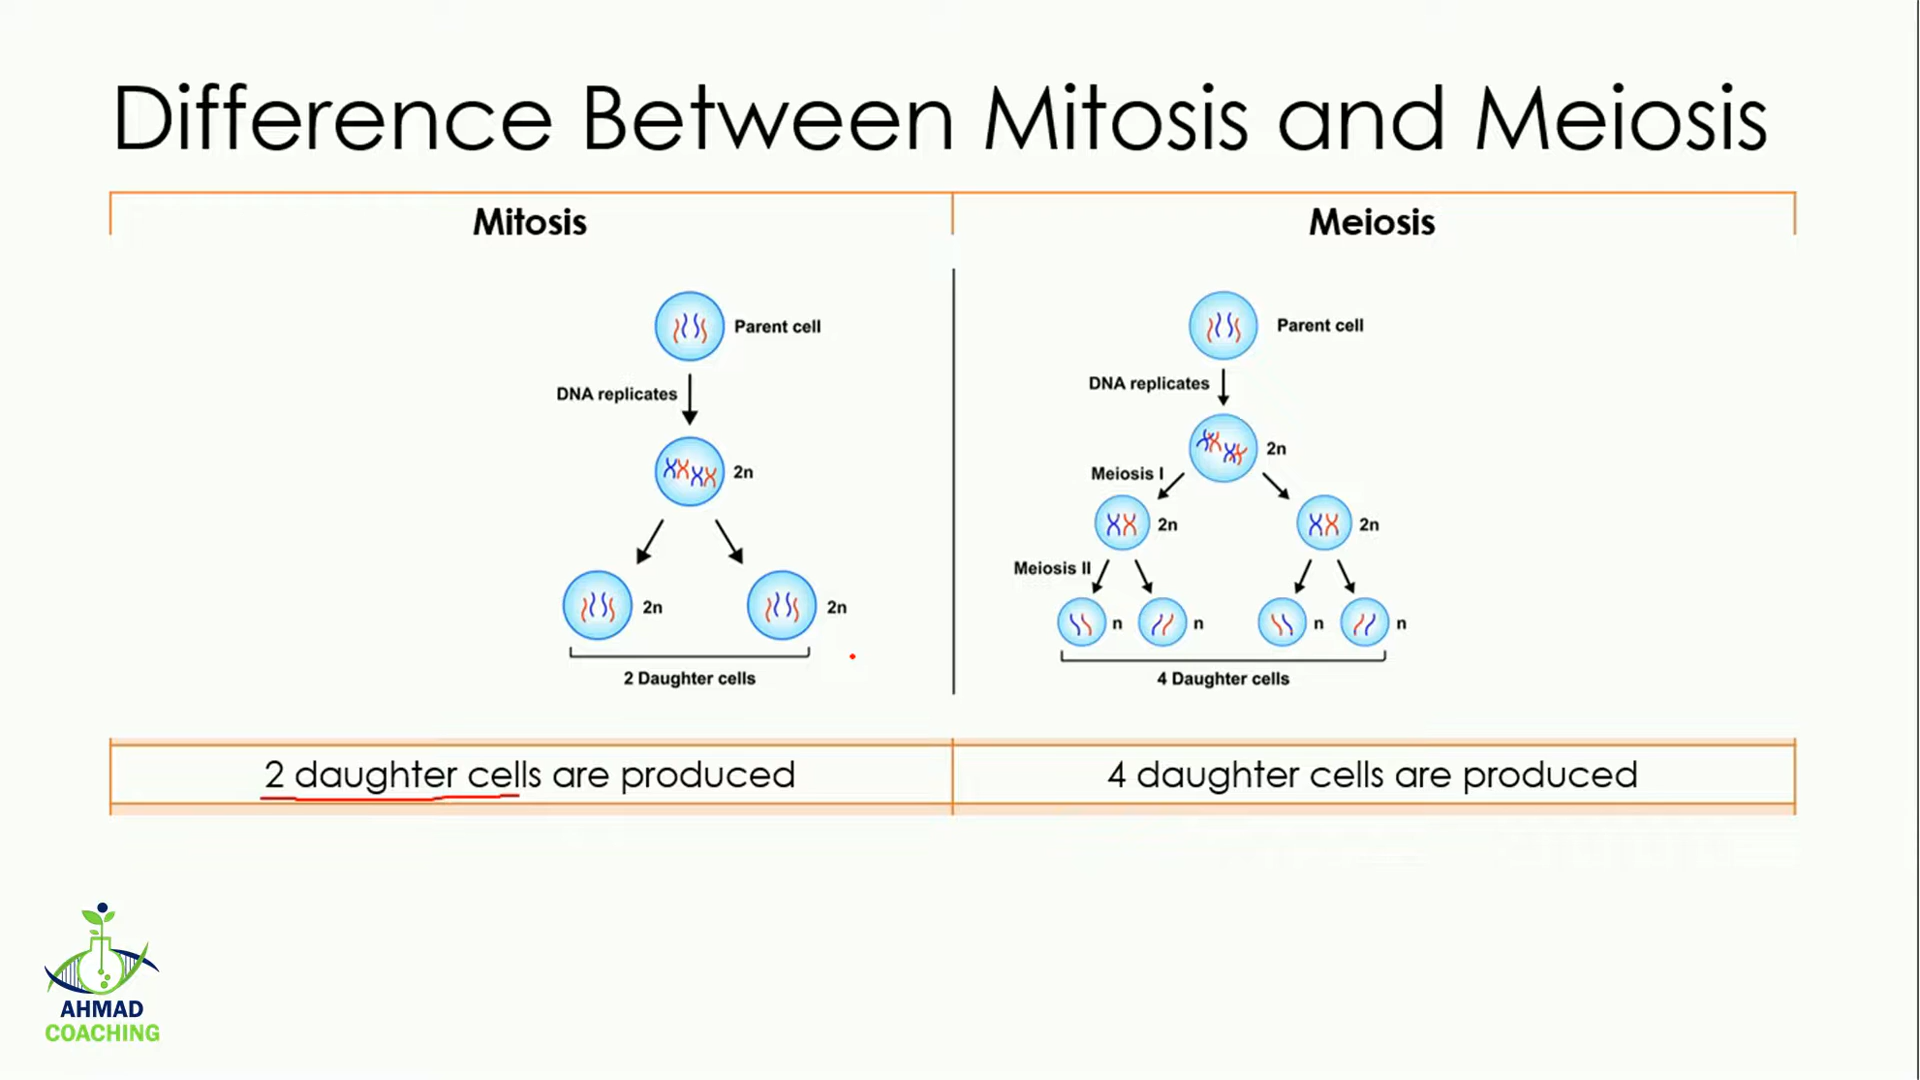 Difference Between Mitosis and Meiosis
Mitosis
Meiosis
Parent cell
DNA replicates
2n
2n
2n
2 Daughter cells
Parent cell
DNA replicates
2n
Meiosis I
2n
2n
Meiosis II
n
n
n
n
4 Daughter cells
2 daughter cells are produced
4 daughter cells are produced
AHMAD
COACHING